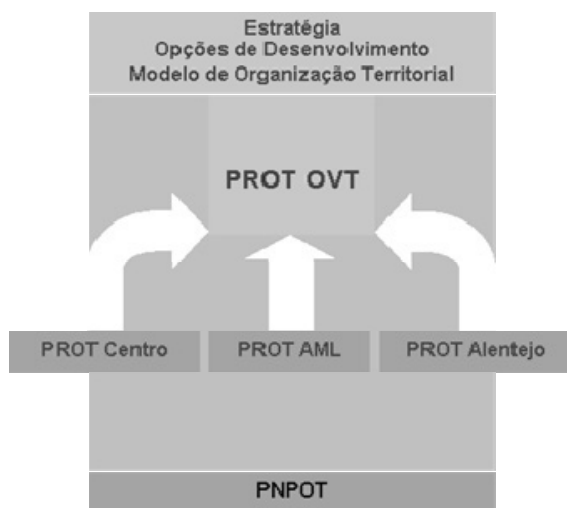 Estratégia
Opções de Desenvolvimento
Modelo de Organização Territorial
PROT OVT
PROT Centro
PROT AML
PROT Alentejo
PNPOT